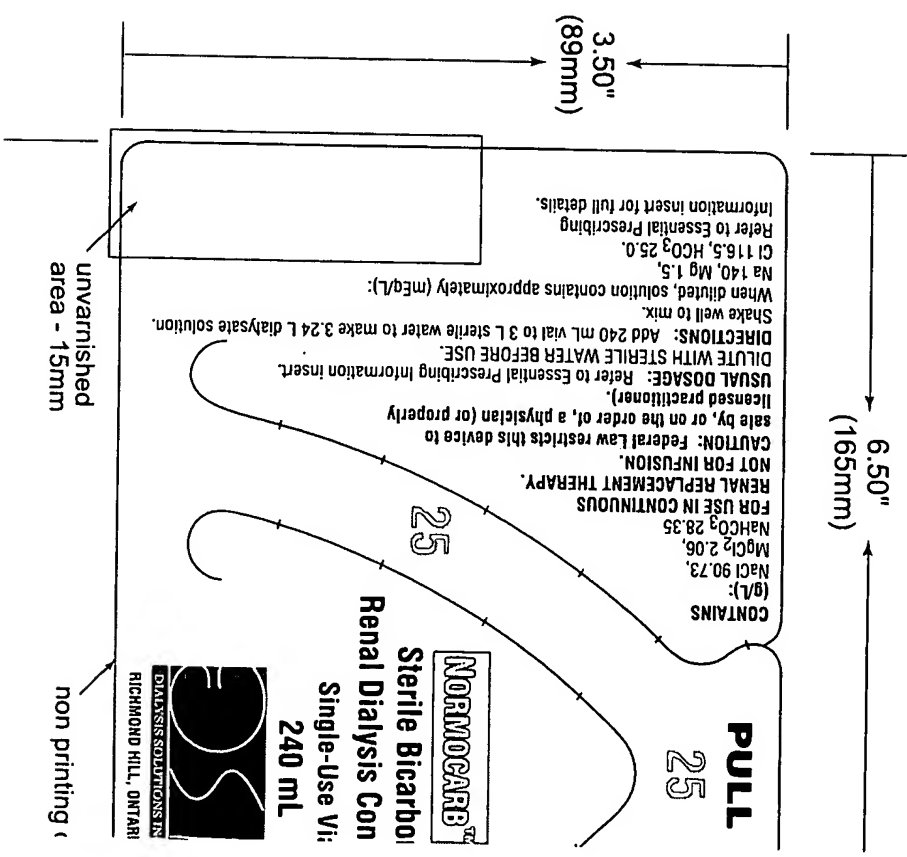 3.50"
(89mm)
6.50"
(165mm)
unvarnished
area - 15mm
CONTAINS
(g/L):
NaCl 90.73,
MgCl₂ 2.06,
NaHCO₃ 28.35
FOR USE IN CONTINUOUS
RENAL REPLACEMENT THERAPY.
NOT FOR INFUSION.
CAUTION: Federal Law restricts this device to
sale by, or on the order of, a physician (or properly
licensed practitioner).
USUAL DOSAGE: Refer to Essential Prescribing Information insert.
DILUTE WITH STERILE WATER BEFORE USE.
DIRECTIONS: Add 240 mL vial to 3 L sterile water to make 3.24 L dialysate solution.
Shake well to mix.
When diluted, solution contains approximately (mEq/L):
Na 140, Mg 1.5,
Cl 116.5, HCO₃ 25.0.
Refer to Essential Prescribing
Information insert for full details.
25
PULL
25
NORMOCARB™
Sterile
Renal Dialysis
Single-Use
240 mL
DIALYSIS SOLUTIONS
RICHMOND HILL,
non printing